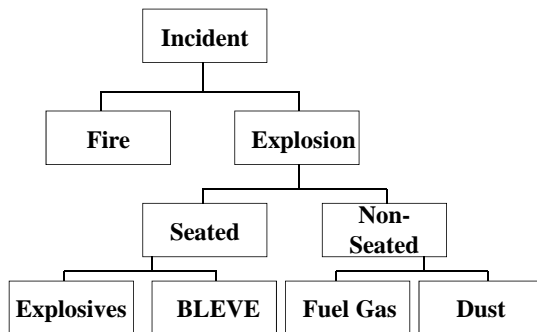 Incident
Fire
Explosion
Seated
Non-
Seated
Explosives
BLEVE
Fuel Gas
Dust